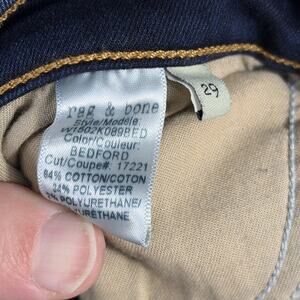 rag & bone
Style/Modèle:
W1502K089BED
Color/Couleur:
BEDFORD
Cut/Coupe#: 17221
64% COTTON/COTON
34% POLYESTER
2% POLYURETHANE/
POLYURÉTHANE
29